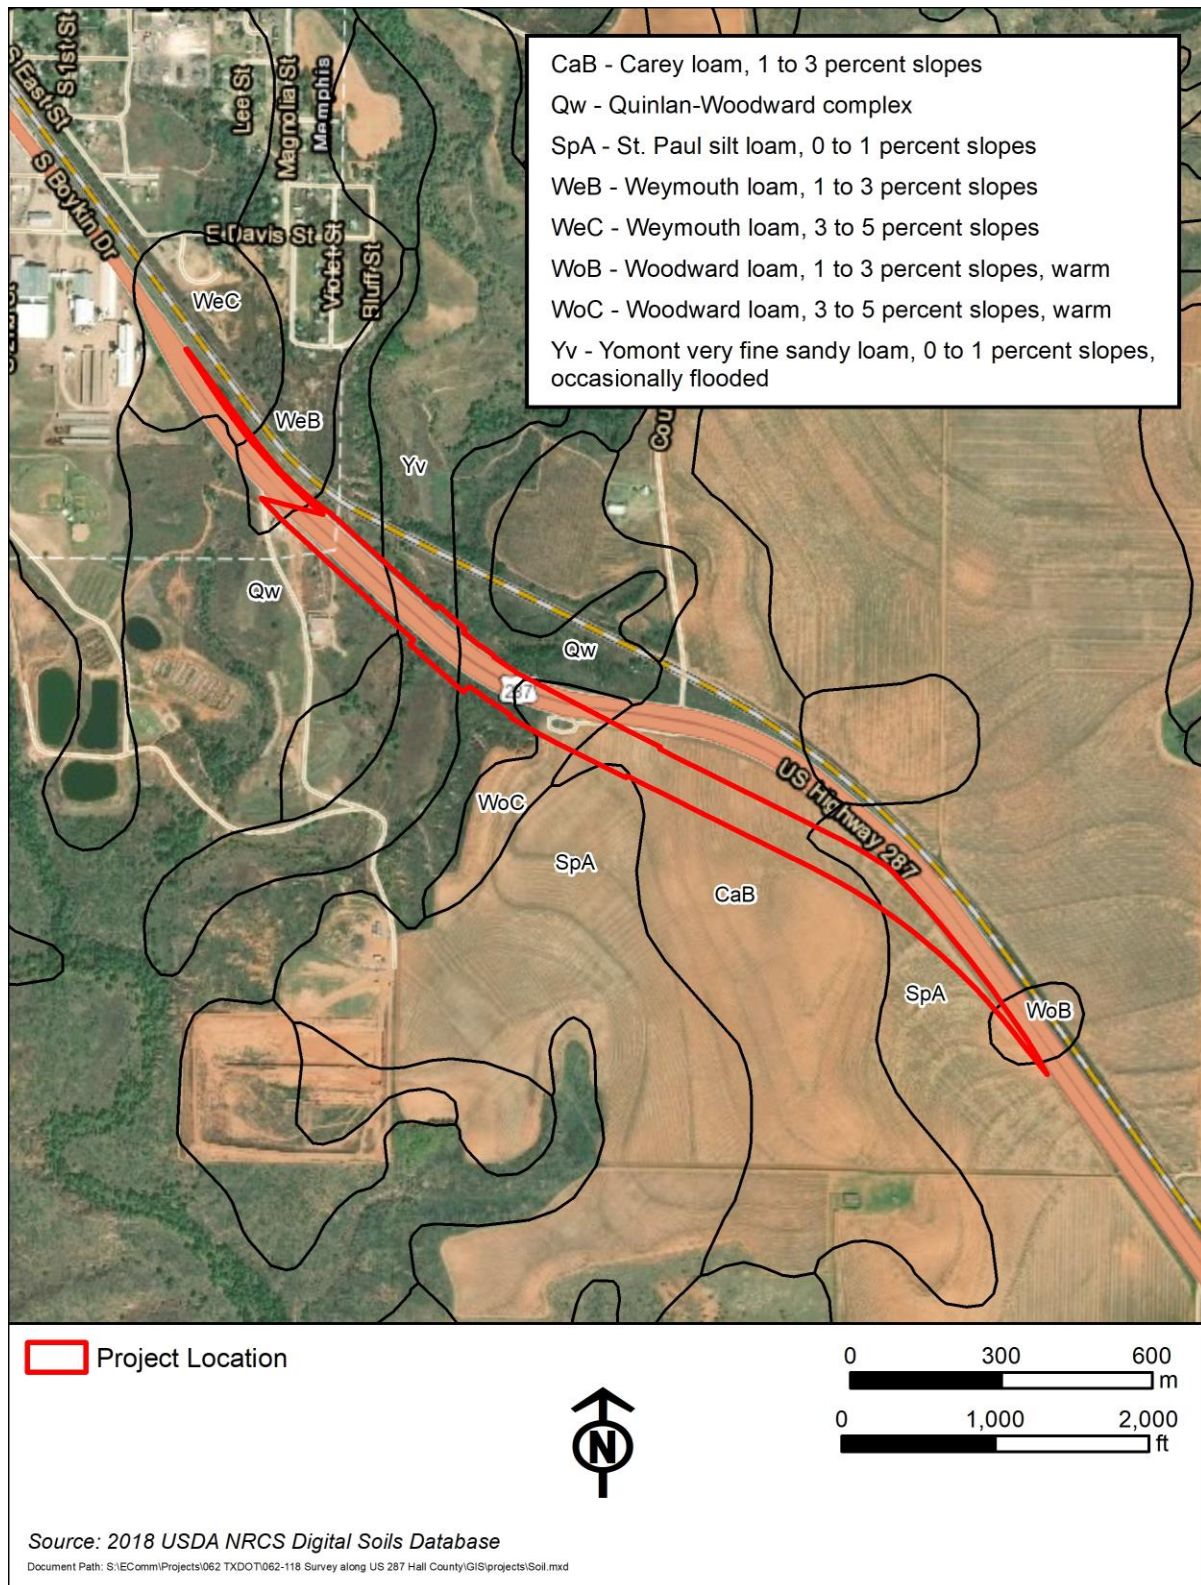 CaB - Carey loam, 1 to 3 percent slopes
Qw - Quinlan-Woodward complex
SpA - St. Paul silt loam, 0 to 1 percent slopes
WeB - Weymouth loam, 1 to 3 percent slopes
WeC - Weymouth loam, 3 to 5 percent slopes
WoB - Woodward loam, 1 to 3 percent slopes, warm
WoC - Woodward loam, 3 to 5 percent slopes, warm
Yv - Yomont very fine sandy loam, 0 to 1 percent slopes,
occasionally flooded
S East St
S 1st St
Lee St
Magnolia St
Memphis
S Boykin Dr
E Davis St
Violet St
Bluff St
WeC
WeB
Yv
Cou
Qw
Qw
287
US Highway 287
WoC
SpA
CaB
SpA
WoB
Project Location
0 300 600
m
0 1,000 2,000
ft
N
Source: 2018 USDA NRCS Digital Soils Database
Document Path: S:\EComm\Projects\062 TXDOT\062-118 Survey along US 287 Hall County\GIS\projects\Soil.mxd